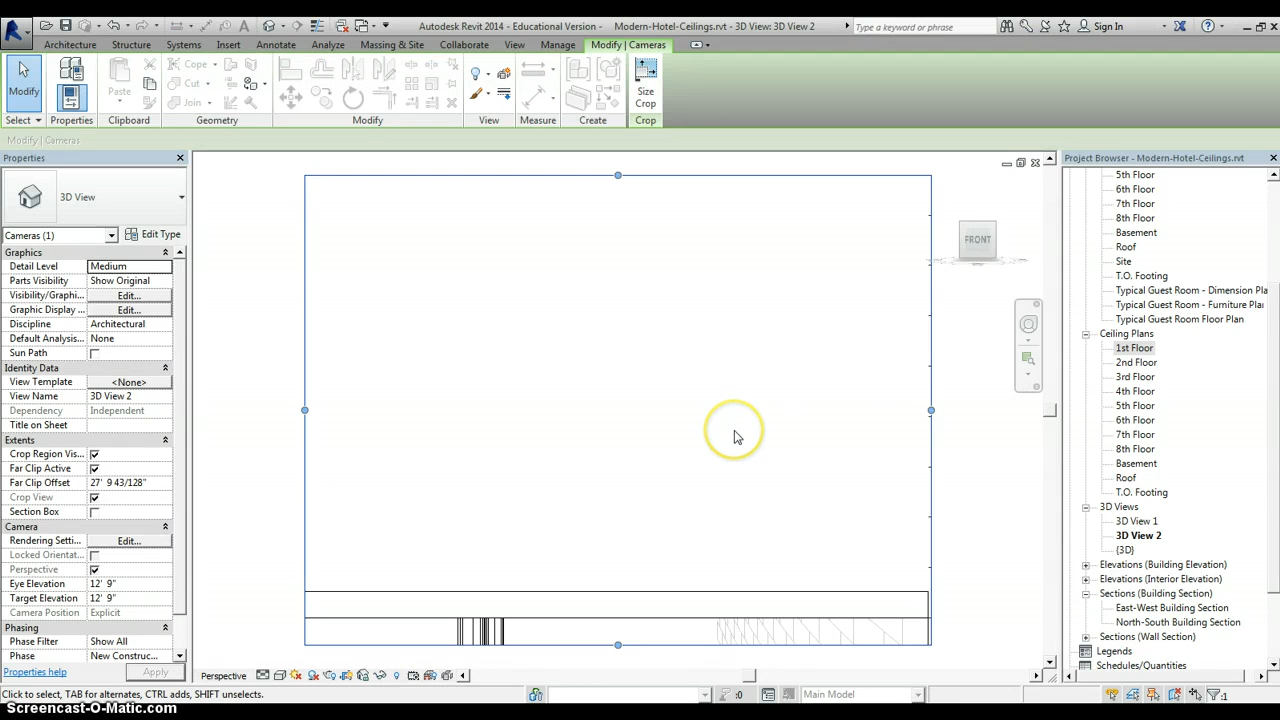 Autodesk Revit 2014 - Educational Version - Modern-Hotel-Ceilings.rvt - 3D View: 3D View 2
Type a keyword or phrase
Sign In
Architecture Structure Systems Insert Annotate Analyze Massing & Site Collaborate View Manage Modify | Cameras
Modify Paste Cope Cut Join Size Crop
Select Properties Clipboard Geometry Modify View Measure Create Crop
Modify | Cameras
Properties
3D View
Cameras (1) Edit Type
Graphics
Detail Level Medium
Parts Visibility Show Original
Visibility/Graphi... Edit...
Graphic Display ... Edit...
Discipline Architectural
Default Analysis... None
Sun Path
Identity Data
View Template <None>
View Name 3D View 2
Dependency Independent
Title on Sheet
Extents
Crop Region Vis...
Far Clip Active
Far Clip Offset 27' 9 43/128"
Crop View
Section Box
Camera
Rendering Setti... Edit...
Locked Orientat...
Perspective
Eye Elevation 12' 9"
Target Elevation 12' 9"
Camera Position Explicit
Phasing
Phase Filter Show All
Phase New Construc...
Properties help Apply
FRONT
Project Browser - Modern-Hotel-Ceilings.rvt
5th Floor
6th Floor
7th Floor
8th Floor
Basement
Roof
Site
T.O. Footing
Typical Guest Room - Dimension Pla
Typical Guest Room - Furniture Plan
Typical Guest Room Floor Plan
Ceiling Plans
1st Floor
2nd Floor
3rd Floor
4th Floor
5th Floor
6th Floor
7th Floor
8th Floor
Basement
Roof
T.O. Footing
3D Views
3D View 1
3D View 2
{3D}
Elevations (Building Elevation)
Elevations (Interior Elevation)
Sections (Building Section)
East-West Building Section
North-South Building Section
Sections (Wall Section)
Legends
Schedules/Quantities
Perspective
Click to select, TAB for alternates, CTRL adds, SHIFT unselects.
:0
Main Model
:1
Screencast-O-Matic.com